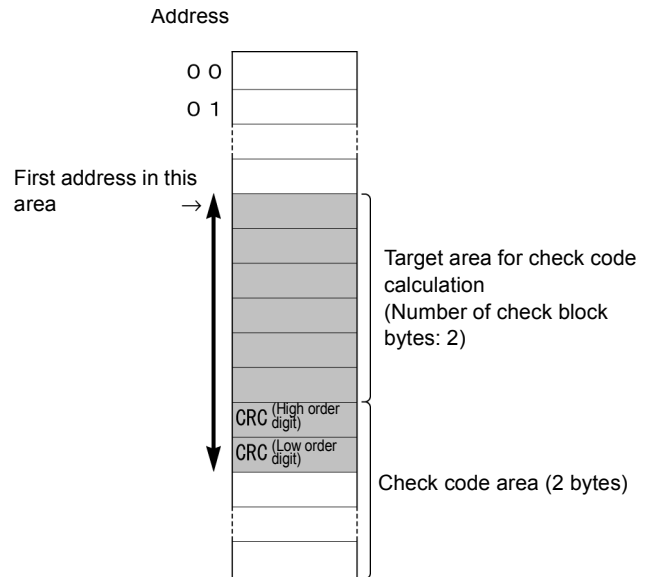 Address
0 0
0 1
First address in this
area →
Target area for check code
calculation
(Number of check block
bytes: 2)
CRC (High order
digit)
CRC (Low order
digit)
Check code area (2 bytes)